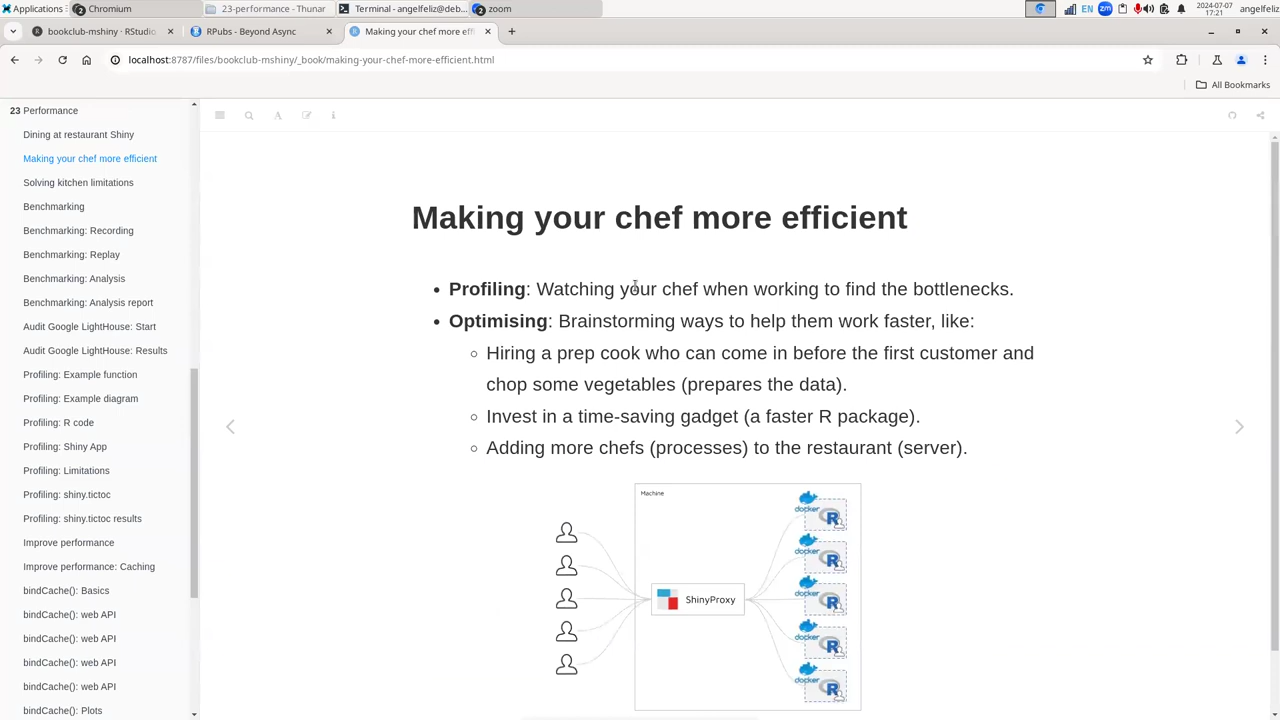 Applications
Chromium
2
23-performance - Thunar
Terminal - angelfeliz@deb...
zoom
2
EN
zm
2024-07-07
17:21
angelfeliz
bookclub-mshiny · RStudio
RPubs - Beyond Async
Making your chef more eff
localhost:8787/files/bookclub-mshiny/_book/making-your-chef-more-efficient.html
All Bookmarks
23 Performance
Dining at restaurant Shiny
Making your chef more efficient
Solving kitchen limitations
Benchmarking
Benchmarking: Recording
Benchmarking: Replay
Benchmarking: Analysis
Benchmarking: Analysis report
Audit Google LightHouse: Start
Audit Google LightHouse: Results
Profiling: Example function
Profiling: Example diagram
Profiling: R code
Profiling: Shiny App
Profiling: Limitations
Profiling: shiny.tictoc
Profiling: shiny.tictoc results
Improve performance
Improve performance: Caching
bindCache(): Basics
bindCache(): web API
bindCache(): web API
bindCache(): web API
bindCache(): web API
bindCache(): Plots
A
i
Making your chef more efficient
• Profiling: Watching your chef when working to find the bottlenecks.
• Optimising: Brainstorming ways to help them work faster, like:
◦ Hiring a prep cook who can come in before the first customer and
chop some vegetables (prepares the data).
◦ Invest in a time-saving gadget (a faster R package).
◦ Adding more chefs (processes) to the restaurant (server).
Machine
ShinyProxy
docker
R
docker
R
docker
R
docker
R
docker
R